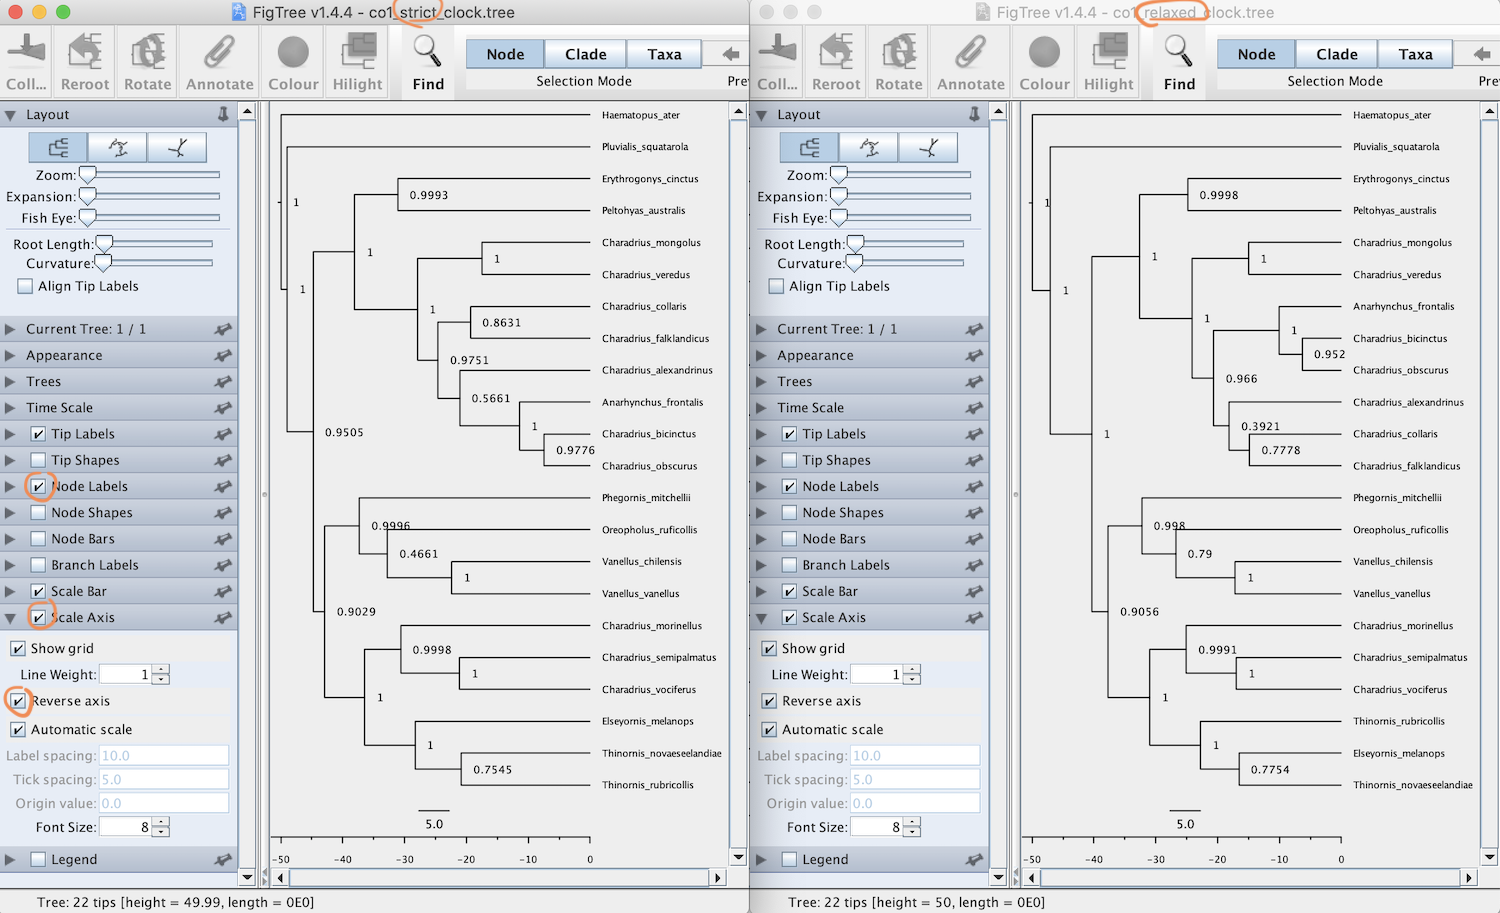 FigTree v1.4.4 - co1_strict_clock.tree
Coll...
Reroot
Rotate
Annotate
Colour
Hilight
Find
Node
Clade
Taxa
Selection Mode
Prev
Layout
Zoom:
Expansion:
Fish Eye:
Root Length:
Curvature:
Align Tip Labels
Current Tree: 1 / 1
Appearance
Trees
Time Scale
Tip Labels
Tip Shapes
Node Labels
Node Shapes
Node Bars
Branch Labels
Scale Bar
Scale Axis
Show grid
Line Weight: 1
Reverse axis
Automatic scale
Label spacing: 10.0
Tick spacing: 5.0
Origin value: 0.0
Font Size: 8
Legend
Haematopus_ater
1
Pluvialis_squatarola
1
Erythrogonys_cinctus
0.9993
Peltohyas_australis
1
Charadrius_mongolus
1
Charadrius_veredus
1
Charadrius_collaris
0.8631
Charadrius_falklandicus
0.9751
Charadrius_alexandrinus
0.5661
Anarhynchus_frontalis
1
Charadrius_bicinctus
0.9776
Charadrius_obscurus
0.9505
Phegornis_mitchellii
0.9996
Oreopholus_ruficollis
0.4661
Vanellus_chilensis
1
Vanellus_vanellus
0.9029
Charadrius_morinellus
0.9998
Charadrius_semipalmatus
1
Charadrius_vociferus
1
Elseyornis_melanops
1
Thinornis_novaeseelandiae
0.7545
Thinornis_rubricollis
5.0
-50 -40 -30 -20 -10 0
Tree: 22 tips [height = 49.99, length = 0E0]
FigTree v1.4.4 - co1_relaxed_clock.tree
Coll...
Reroot
Rotate
Annotate
Colour
Hilight
Find
Node
Clade
Taxa
Selection Mode
Prev
Layout
Zoom:
Expansion:
Fish Eye:
Root Length:
Curvature:
Align Tip Labels
Current Tree: 1 / 1
Appearance
Trees
Time Scale
Tip Labels
Tip Shapes
Node Labels
Node Shapes
Node Bars
Branch Labels
Scale Bar
Scale Axis
Show grid
Line Weight: 1
Reverse axis
Automatic scale
Label spacing: 10.0
Tick spacing: 5.0
Origin value: 0.0
Font Size: 8
Legend
Haematopus_ater
1
Pluvialis_squatarola
1
Erythrogonys_cinctus
0.9998
Peltohyas_australis
1
Charadrius_mongolus
1
Charadrius_veredus
1
Anarhynchus_frontalis
1
Charadrius_bicinctus
0.952
Charadrius_obscurus
0.966
Charadrius_alexandrinus
0.3921
Charadrius_collaris
0.7778
Charadrius_falklandicus
1
Phegornis_mitchellii
0.998
Oreopholus_ruficollis
0.79
Vanellus_chilensis
1
Vanellus_vanellus
0.9056
Charadrius_morinellus
0.9991
Charadrius_semipalmatus
1
Charadrius_vociferus
1
Thinornis_rubricollis
1
Elseyornis_melanops
0.7754
Thinornis_novaeseelandiae
5.0
-50 -40 -30 -20 -10 0
Tree: 22 tips [height = 50, length = 0E0]